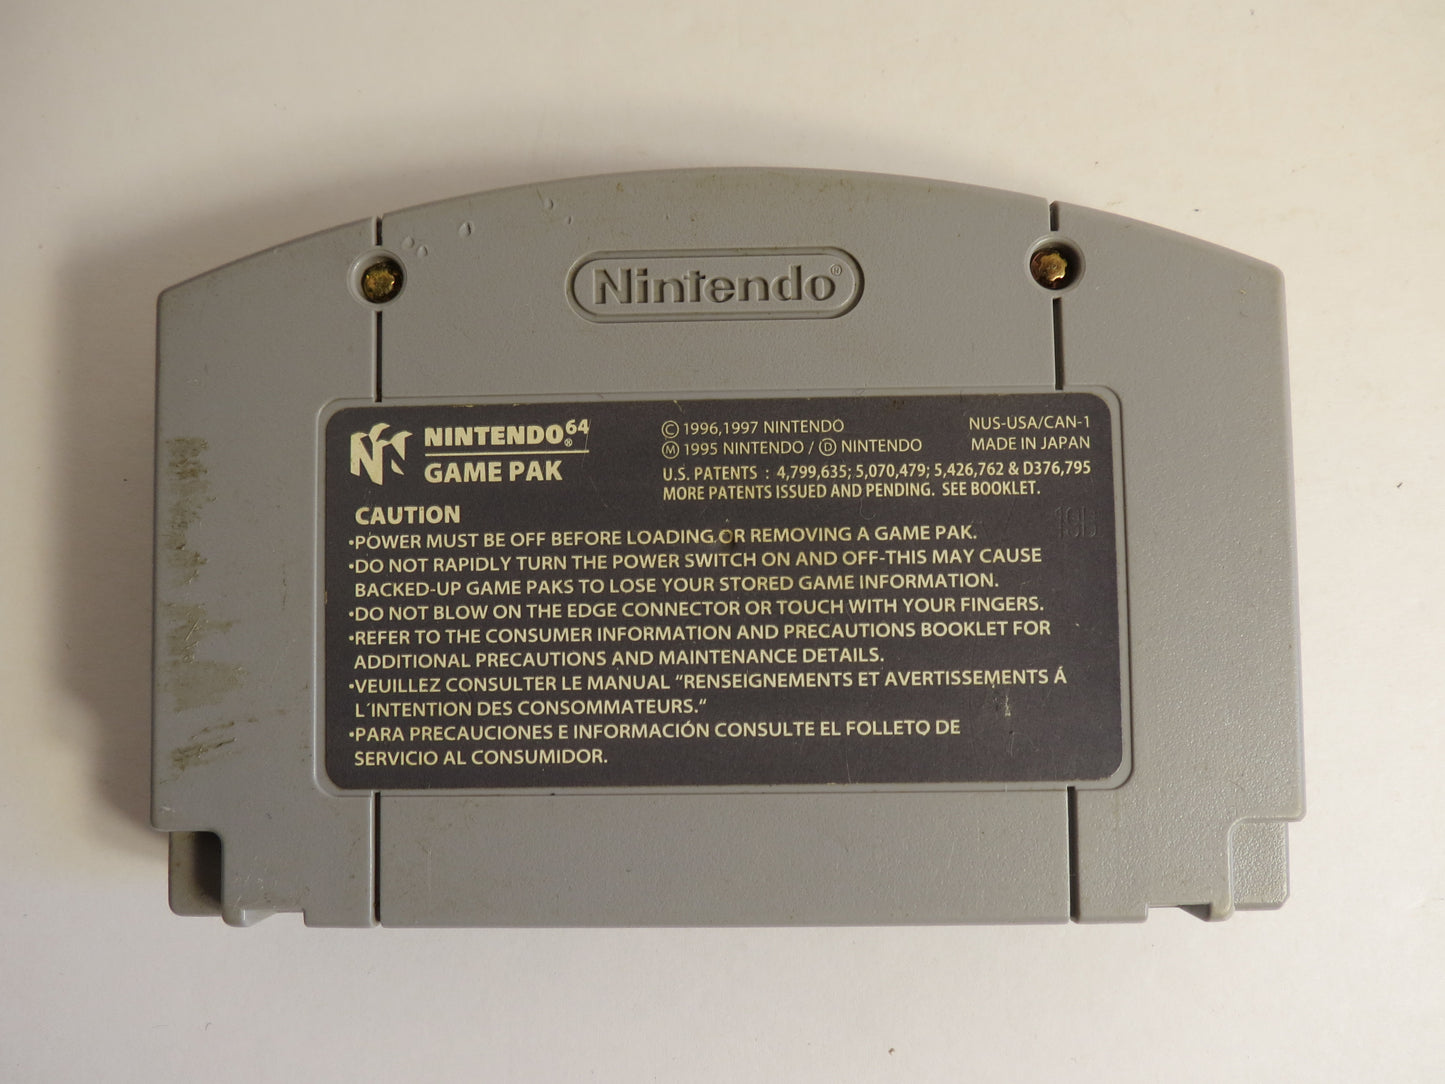 Nintendo®
NINTENDO64®
GAME PAK
© 1996,1997 NINTENDO
Ⓜ 1995 NINTENDO / Ⓓ NINTENDO
NUS-USA/CAN-1
MADE IN JAPAN
U.S. PATENTS : 4,799,635; 5,070,479; 5,426,762 & D376,795
MORE PATENTS ISSUED AND PENDING. SEE BOOKLET.
CAUTION
•POWER MUST BE OFF BEFORE LOADING OR REMOVING A GAME PAK.
•DO NOT RAPIDLY TURN THE POWER SWITCH ON AND OFF-THIS MAY CAUSE
BACKED-UP GAME PAKS TO LOSE YOUR STORED GAME INFORMATION.
•DO NOT BLOW ON THE EDGE CONNECTOR OR TOUCH WITH YOUR FINGERS.
•REFER TO THE CONSUMER INFORMATION AND PRECAUTIONS BOOKLET FOR
ADDITIONAL PRECAUTIONS AND MAINTENANCE DETAILS.
•VEUILLEZ CONSULTER LE MANUAL "RENSEIGNEMENTS ET AVERTISSEMENTS Á
L´INTENTION DES CONSOMMATEURS."
•PARA PRECAUCIONES E INFORMACIÓN CONSULTE EL FOLLETO DE
SERVICIO AL CONSUMIDOR.